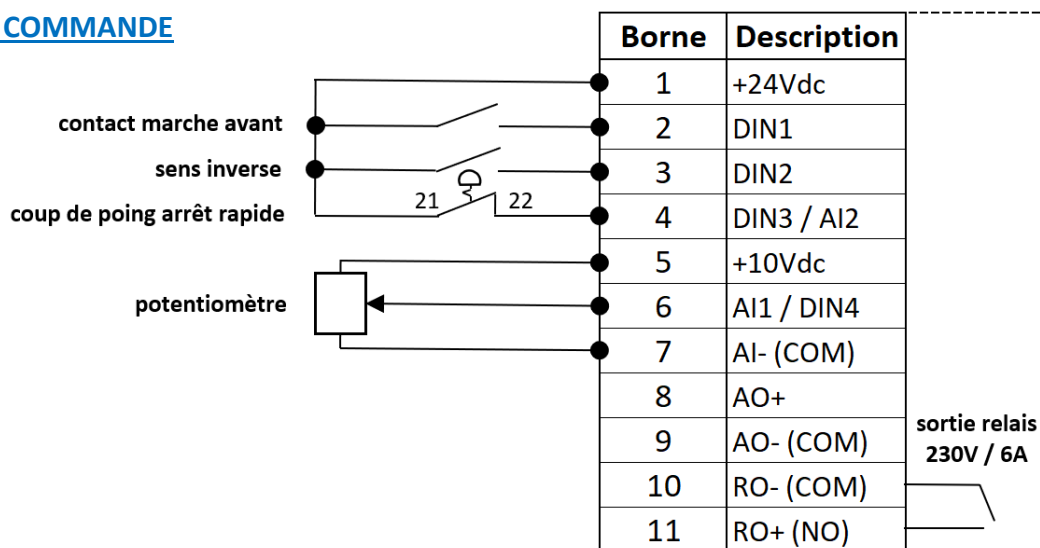 COMMANDE
Borne Description
1 +24Vdc
contact marche avant 2 DIN1
sens inverse 3 DIN2
coup de poing arrêt rapide 21 22 4 DIN3 / AI2
5 +10Vdc
potentiomètre 6 AI1 / DIN4
7 AI- (COM)
8 AO+
sortie relais
9 AO- (COM)
230V / 6A
10 RO- (COM)
11 RO+ (NO)